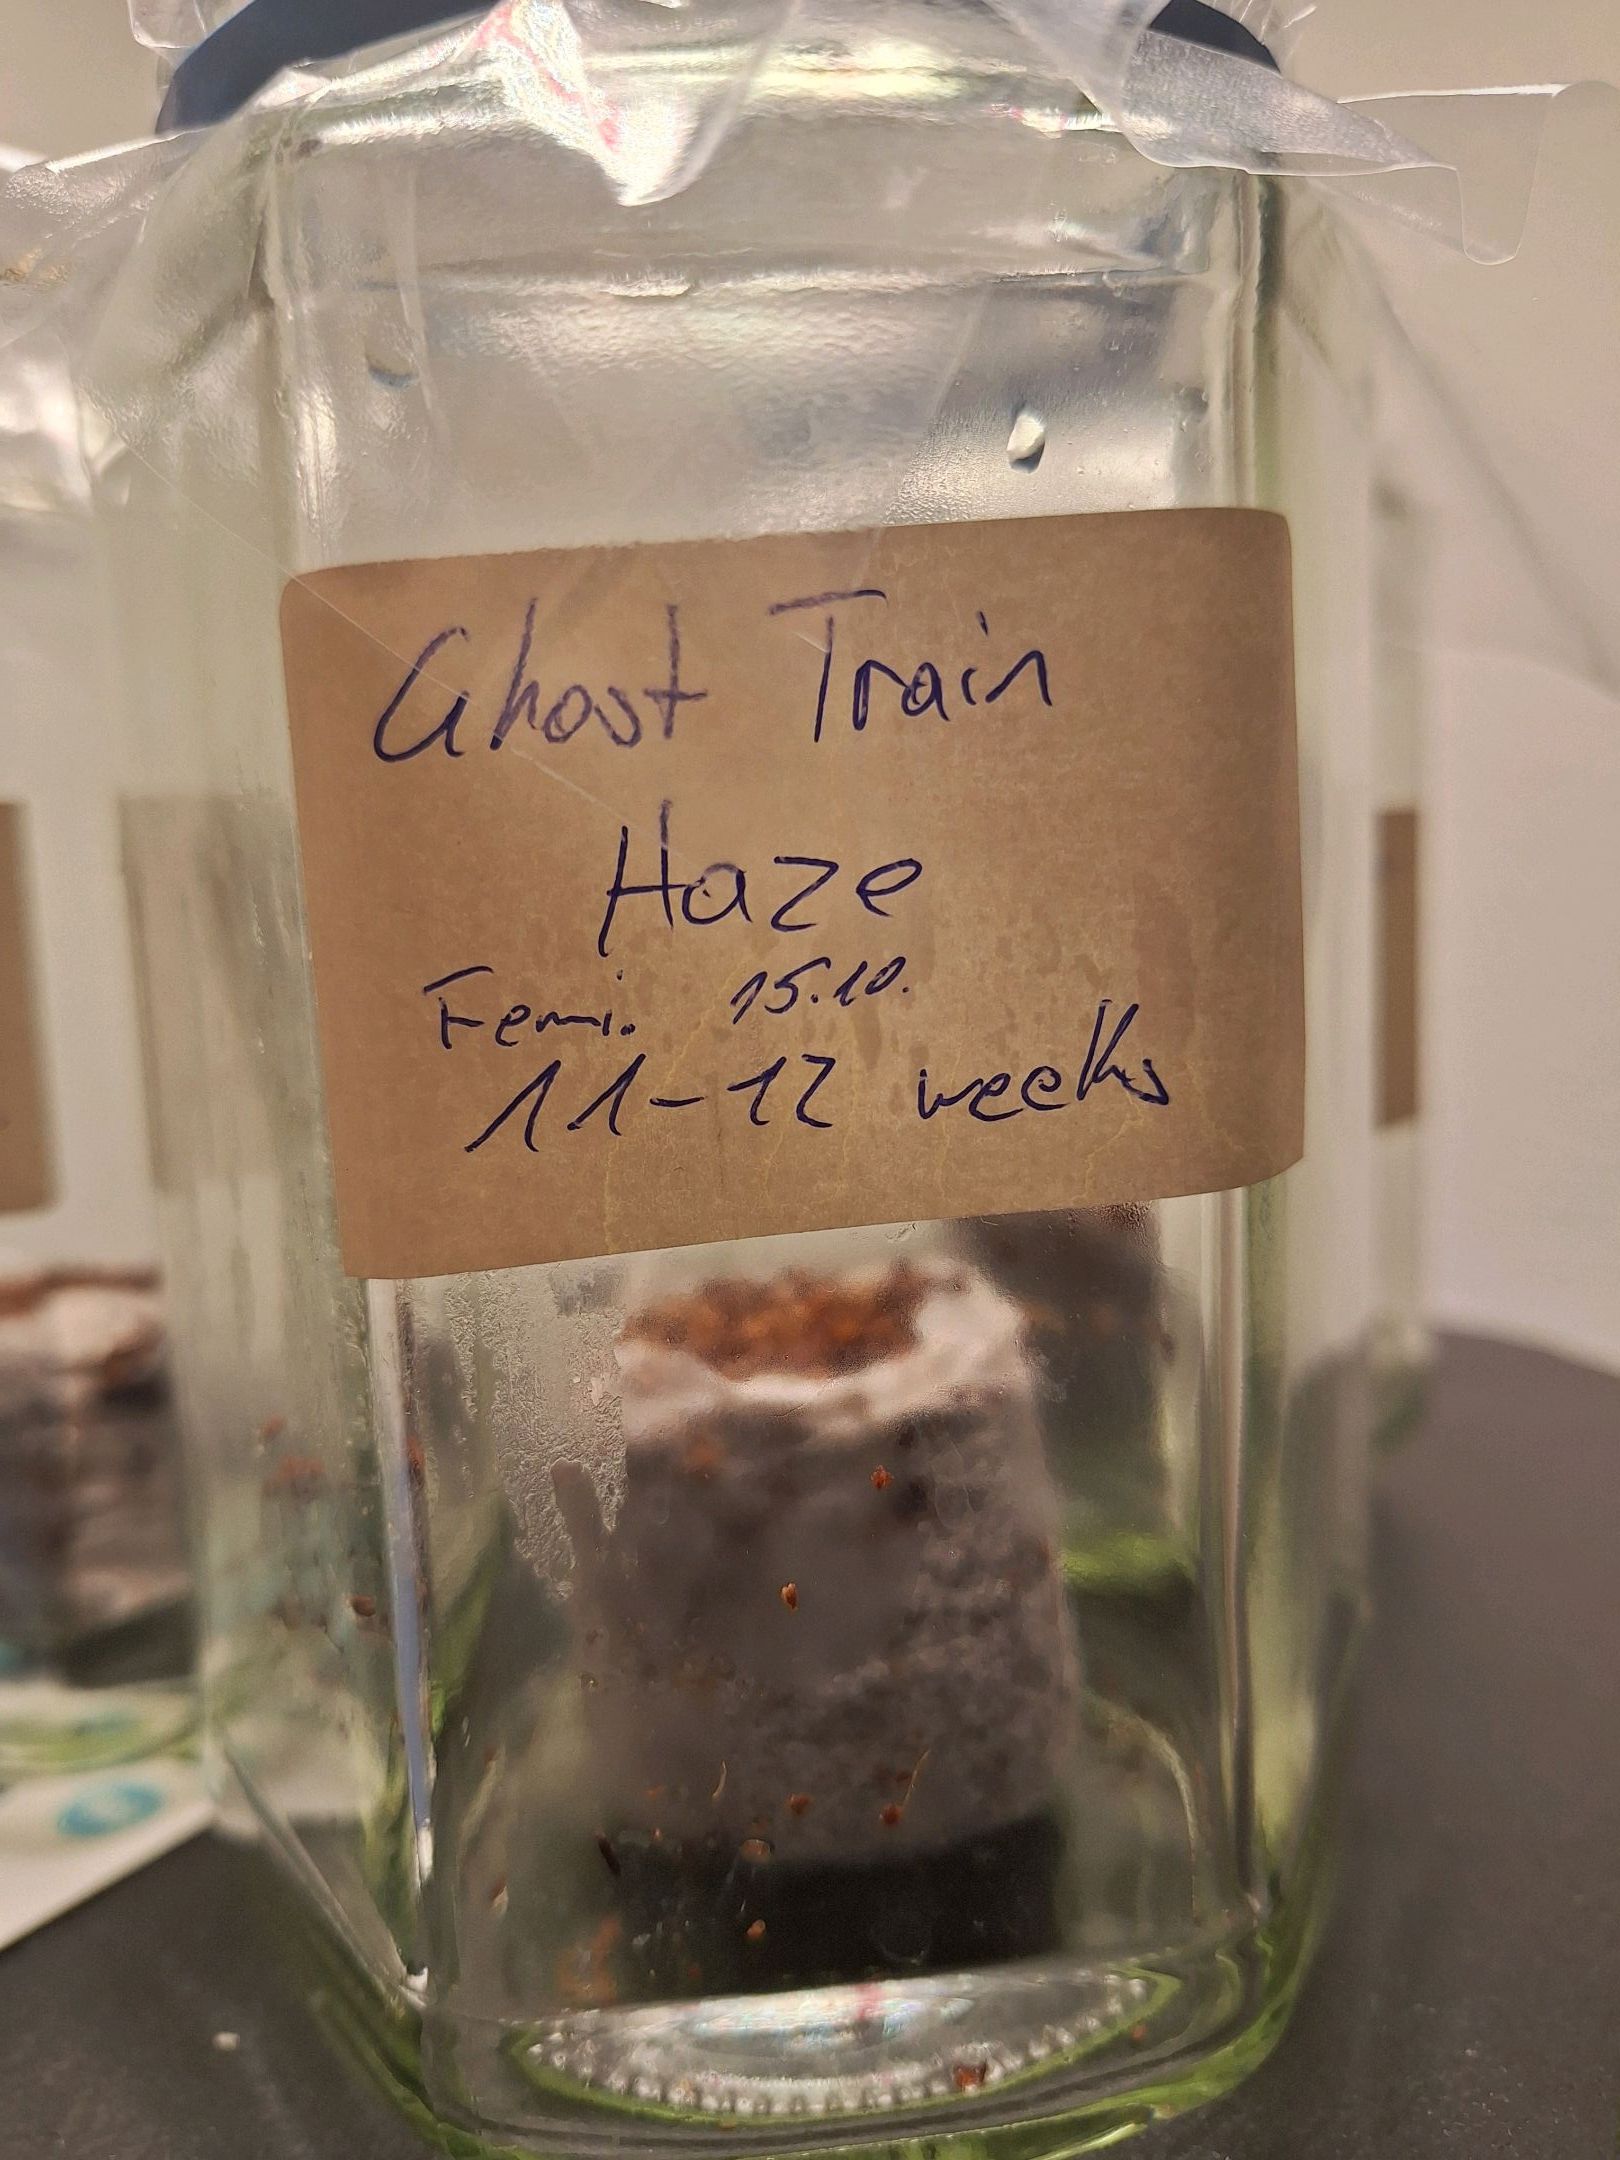 Ghost Train
Haze
Femi. 15.10.
11-12 weeks